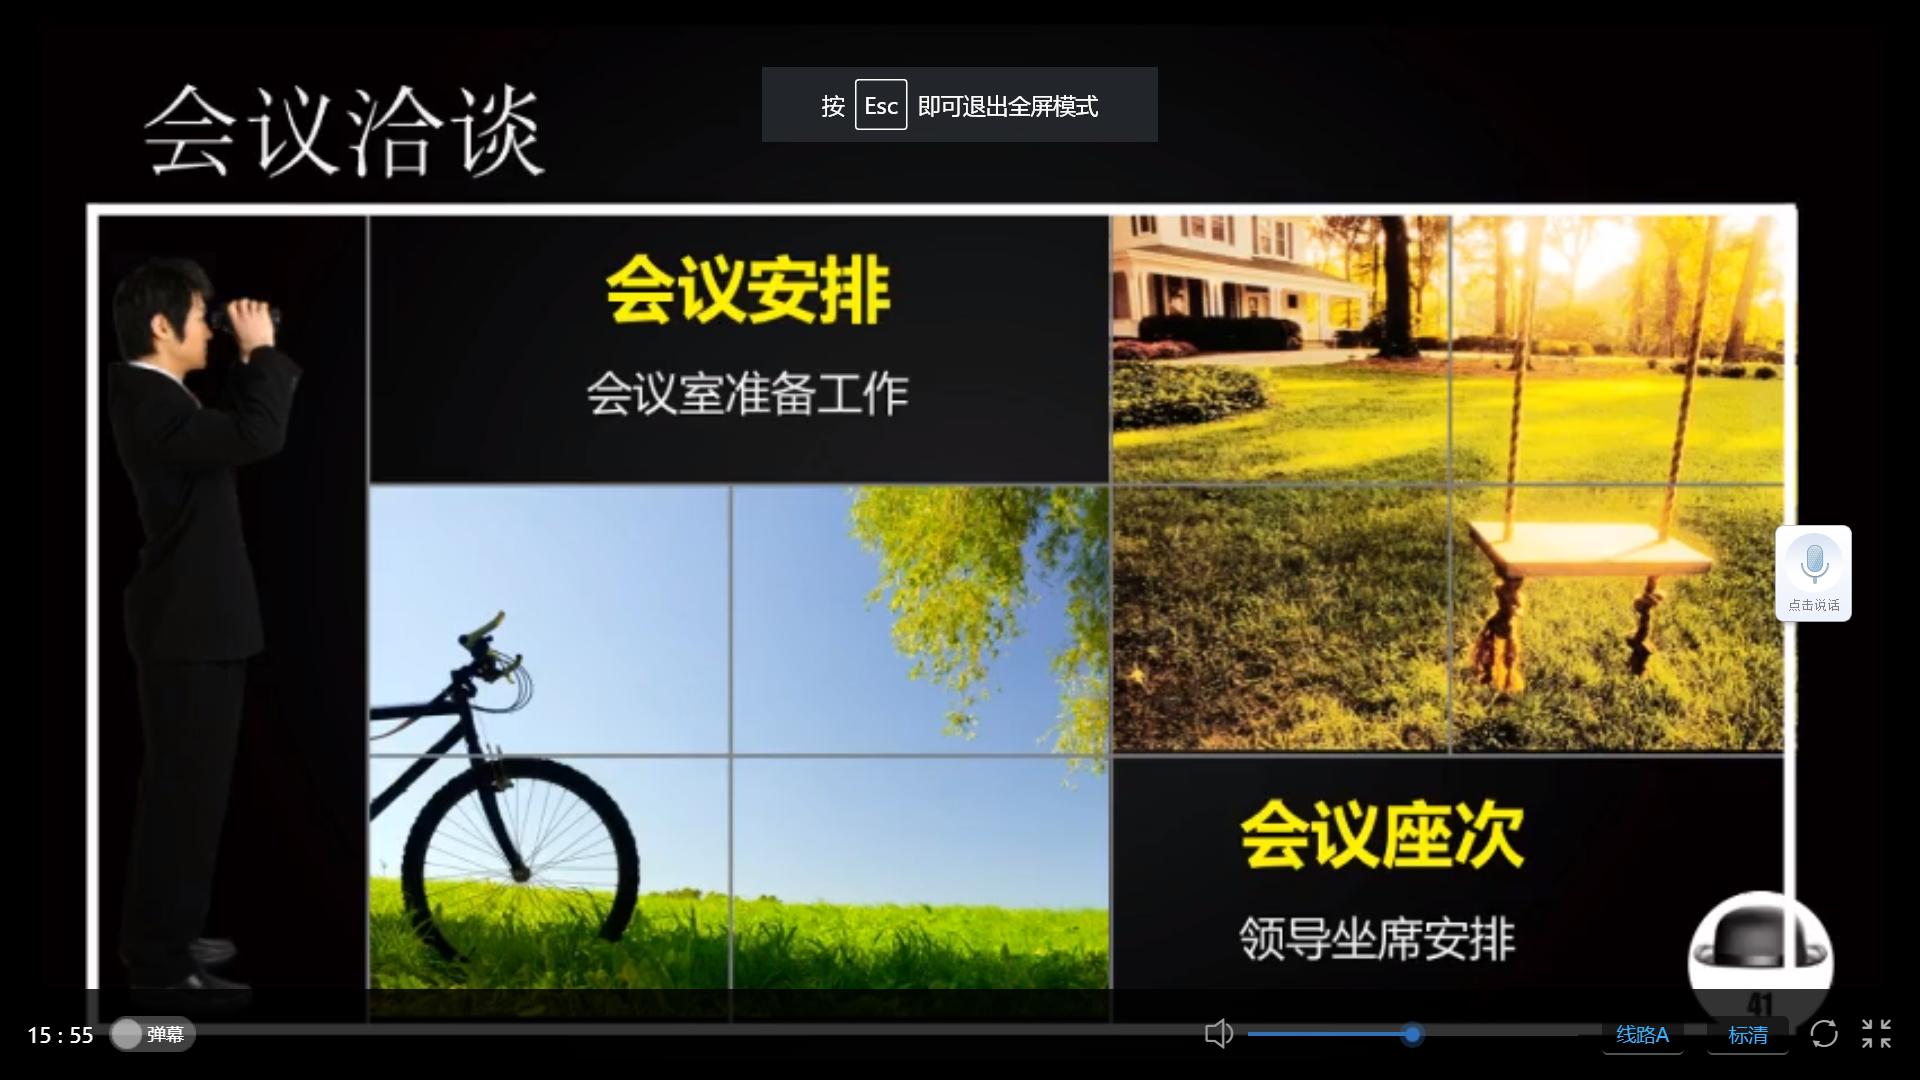 会议洽谈
按 Esc 即可退出全屏模式
会议安排
会议室准备工作
点击说话
会议座次
领导坐席安排
41
15 : 55 弹幕 线路A 标清